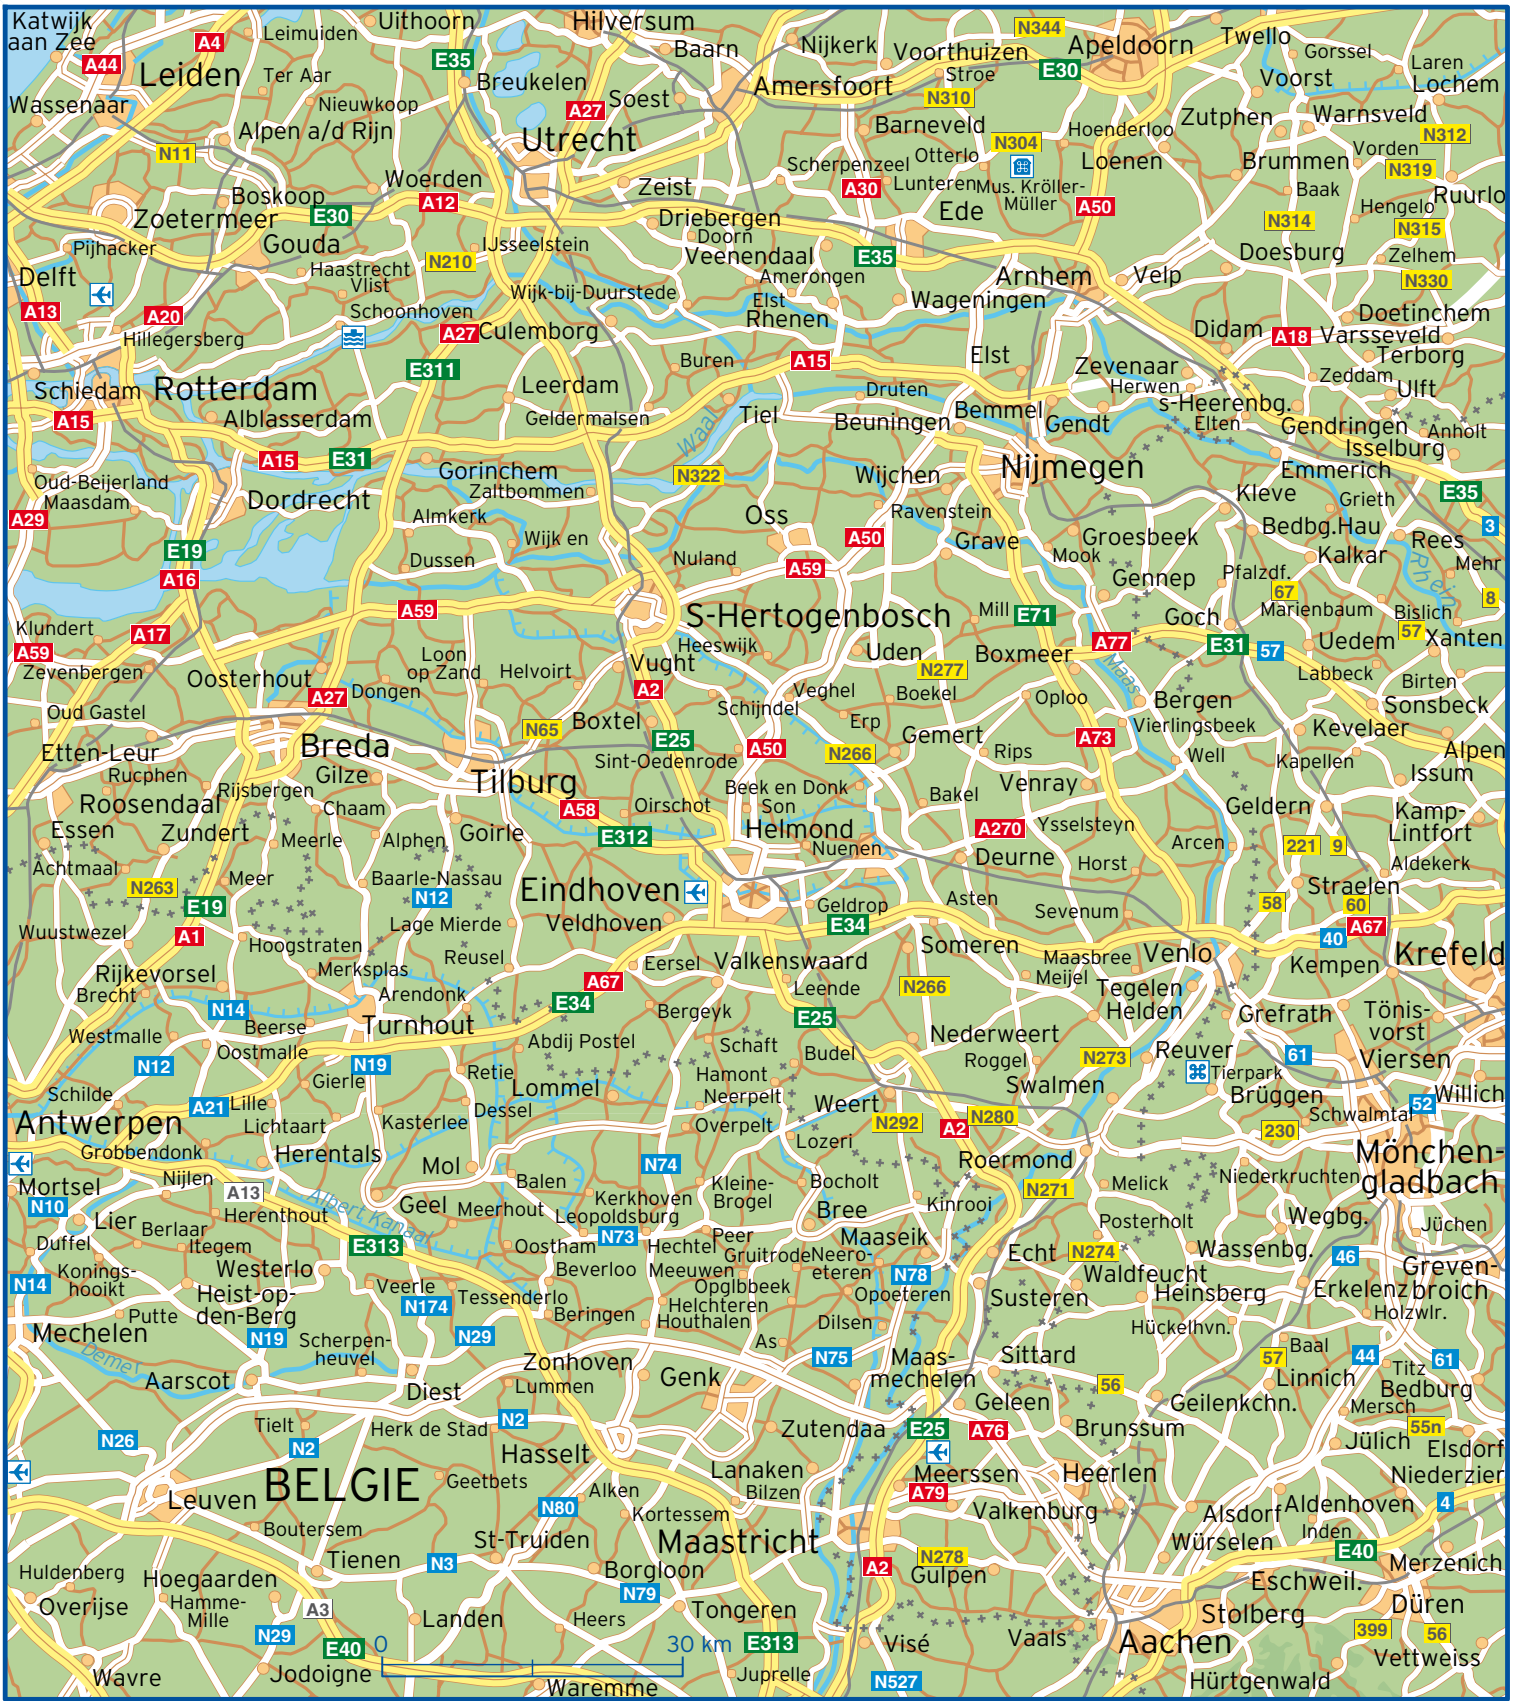 Katwijk
aan Zee
A4
Leimuiden
Uithoorn
Hilversum
Baarn
Nijkerk
Voorthuizen
N344
Apeldoorn
Twello
Gorssel
A44
Leiden
Ter Aar
E35
Breukelen
Soest
Amersfoort
Stroe
E30
Voorst
Laren
Lochem
Wassenaar
Nieuwkoop
A27
N310
Alpen a/d Rijn
Utrecht
Barneveld
Hoenderloo
Zutphen
Warnsveld
N312
N11
Scherpenzeel
Otterlo
N304
Loenen
Brummen
Vorden
N319
Woerden
Zeist
A30
Lunteren
Mus. Kröller-
Müller
Baak
Ruurlo
Boskoop
A12
Ede
A50
Hengelo
Zoetermeer
E30
Driebergen
N314
N315
Pijnacker
Gouda
IJsseelstein
Doorn
Veenendaal
E35
Doesburg
Zelhem
Delft
Haastrecht
N210
Vlist
Amerongen
Arnhem
Velp
N330
A13
A20
Schoonhoven
Wijk-bij-Duurstede
Elst
Rhenen
Wageningen
Doetinchem
Hillegersberg
A27
Culemborg
Didam
A18
Varsseveld
Terborg
E311
Buren
A15
Elst
Zevenaar
Zeddam
Schiedam
Rotterdam
Leerdam
Druten
Herwen
Ulft
A15
Alblasserdam
Geldermalsen
Tiel
Beuningen
Bemmel
Gendt
s-Heerenbg.
Elten
Gendringen
Anholt
Isselburg
Waal
A15
E31
Gorinchem
N322
Wijchen
Nijmegen
Emmerich
Oud-Beijerland
Maasdam
Dordrecht
Zaltbommen
Kleve
Grieth
E35
A29
Almkerk
Oss
Ravenstein
Bedbg.Hau
3
E19
Wijk en
A50
Grave
Groesbeek
Rees
Dussen
Nuland
Mook
Kalkar
Mehr
A16
A59
Gennep
Pfalzdf.
Rhein
A59
67
8
S-Hertogenbosch
Mill
E71
Marienbaum
Bislich
Klundert
A17
Goch
57
Xanten
A59
Heeswijk
A77
E31
57
Uedem
Loon
op Zand
Vught
Uden
Boxmeer
Zevenbergen
Oosterhout
Helvoirt
N277
Maas
Labbeck
Birten
A27
Dongen
A2
Veghel
Boekel
Oploo
Bergen
Sonsbeck
Oud Gastel
Boxtel
Schijndel
Erp
Vierlingsbeek
Kevelaer
N65
Gemert
A73
Etten-Leur
Breda
E25
A50
N266
Rips
Well
Alpen
Rucphen
Gilze
Sint-Oedenrode
Kapellen
Issum
Rijsbergen
Tilburg
Beek en Donk
Venray
Roosendaal
Chaam
A58
Oirschot
Son
Bakel
Geldern
Kamp-
Lintfort
Essen
Zundert
Meerle
Alphen
Goirle
E312
Helmond
A270
Ysselsteyn
Nuenen
Arcen
221
9
Achtmaal
Deurne
Horst
Aldekerk
N263
Meer
Baarle-Nassau
Eindhoven
Straelen
E19
N12
Geldrop
Asten
Sevenum
58
60
Wuustwezel
A1
Lage Mierde
Veldhoven
E34
A67
Hoogstraten
Someren
40
Rijkevorsel
Reusel
Eersel
Valkenswaard
Maasbree
Venlo
Krefeld
Merksplas
Kempen
Brecht
A67
Leende
Meijel
Arendonk
E34
N266
Tegelen
N14
Bergeyk
E25
Helden
Grefrath
Tönis-
vorst
Westmalle
Beerse
Turnhout
Nederweert
Oostmalle
Abdij Postel
Schaft
Budel
Reuver
61
Viersen
N12
N19
Roggel
N273
Retie
Hamont
Tierpark
Schilde
Gierle
Lommel
Swalmen
Brüggen
Willich
A21
Lille
Dessel
Neerpelt
Weert
52
Antwerpen
Lichtaart
Kasterlee
Overpelt
N292
A2
N280
Schwalmtal
230
Grobbendonk
Herentals
Lozeri
Roermond
Mönchen-
gladbach
Mortsel
Nijlen
Mol
N74
Niederkruchten
N10
A13
Balen
Kleine-
Brogel
Bocholt
N271
Melick
Albert Kanaal
Kerkhoven
Kinrooi
Lier
Herenthout
Geel
Meerhout
Leopoldsburg
Bree
Posterholt
Wegbg.
Jüchen
Berlaar
N73
Peer
Maaseik
Duffel
Itegem
E313
Oostham
Hechtel
Gruitrode
Neero-
eteren
Echt
N274
Wassenbg.
46
Greven-
broich
Konings-
hooikt
Westerlo
Beverloo
Meeuwen
N14
Veerle
Opglbbeek
N78
Waldfeucht
Erkelenz
Heist-op-
den-Berg
N174
Tessenderlo
Opoeteren
Susteren
Heinsberg
Putte
Beringen
Helchteren
Holzwlr.
Mechelen
N19
N29
Houthalen
Dilsen
Hückelhvn.
Scherpen-
heuvel
As
Baal
Demer
Zonhoven
N75
Maas-
mechelen
Sittard
57
44
61
Titz
Aarscot
Lummen
Genk
Linnich
Bedburg
Diest
56
Geilenkchn.
Mersch
Geleen
Tielt
Herk de Stad
N2
Zutendaa
E25
A76
Brunssum
55n
N26
N2
Hasselt
Jülich
Elsdorf
BELGIE
Geetbets
Lanaken
Meerssen
Heerlen
Niederzier
Leuven
Alken
Bilzen
A79
4
N80
Kortessem
Valkenburg
Alsdorf
Aldenhoven
Boutersem
Inden
St-Truiden
Maastricht
Würselen
E40
Tienen
N3
N278
Merzenich
Huldenberg
Hoegaarden
Borgloon
A2
Gulpen
Eschweil.
Overijse
Hamme-
Mille
A3
N79
Landen
Heers
Tongeren
Stolberg
Düren
N29
Vaals
399
56
E40
0
30 km
E313
Visé
Aachen
Vettweiss
Wavre
Jodoigne
Juprelle
N527
Hürtgenwald
Waremme